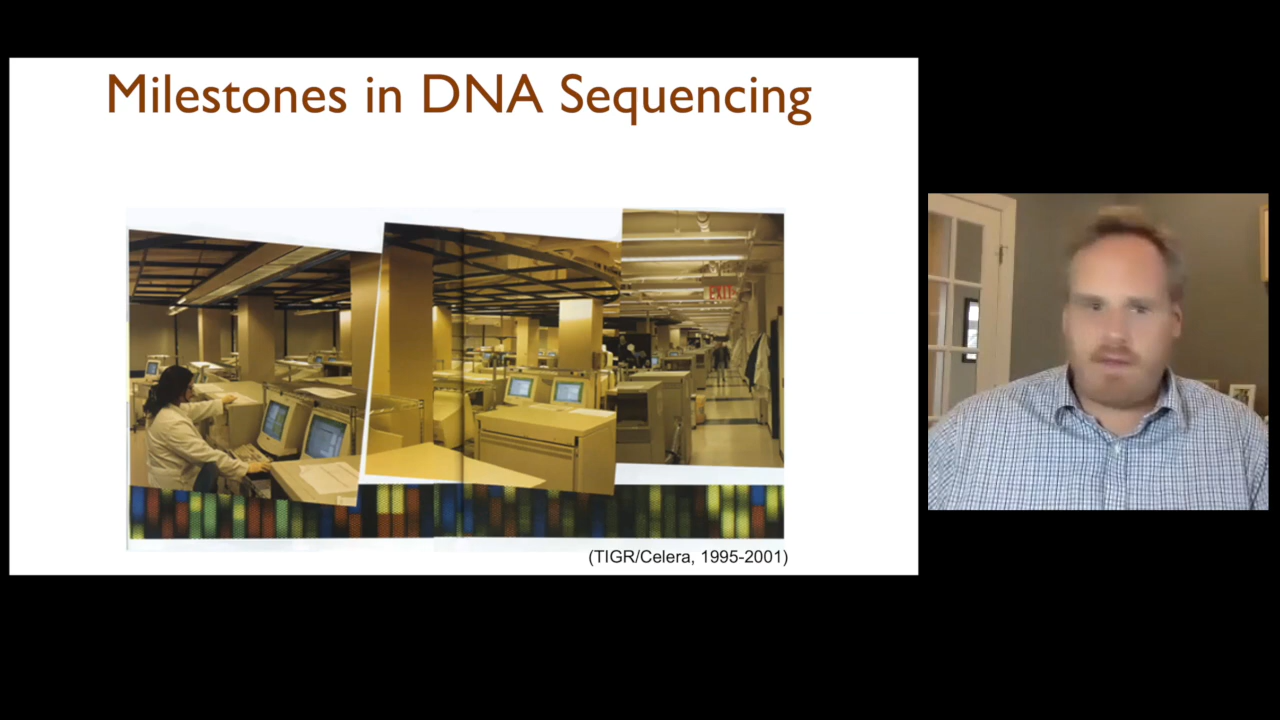 Milestones in DNA Sequencing
EXIT
(TIGR/Celera, 1995-2001)